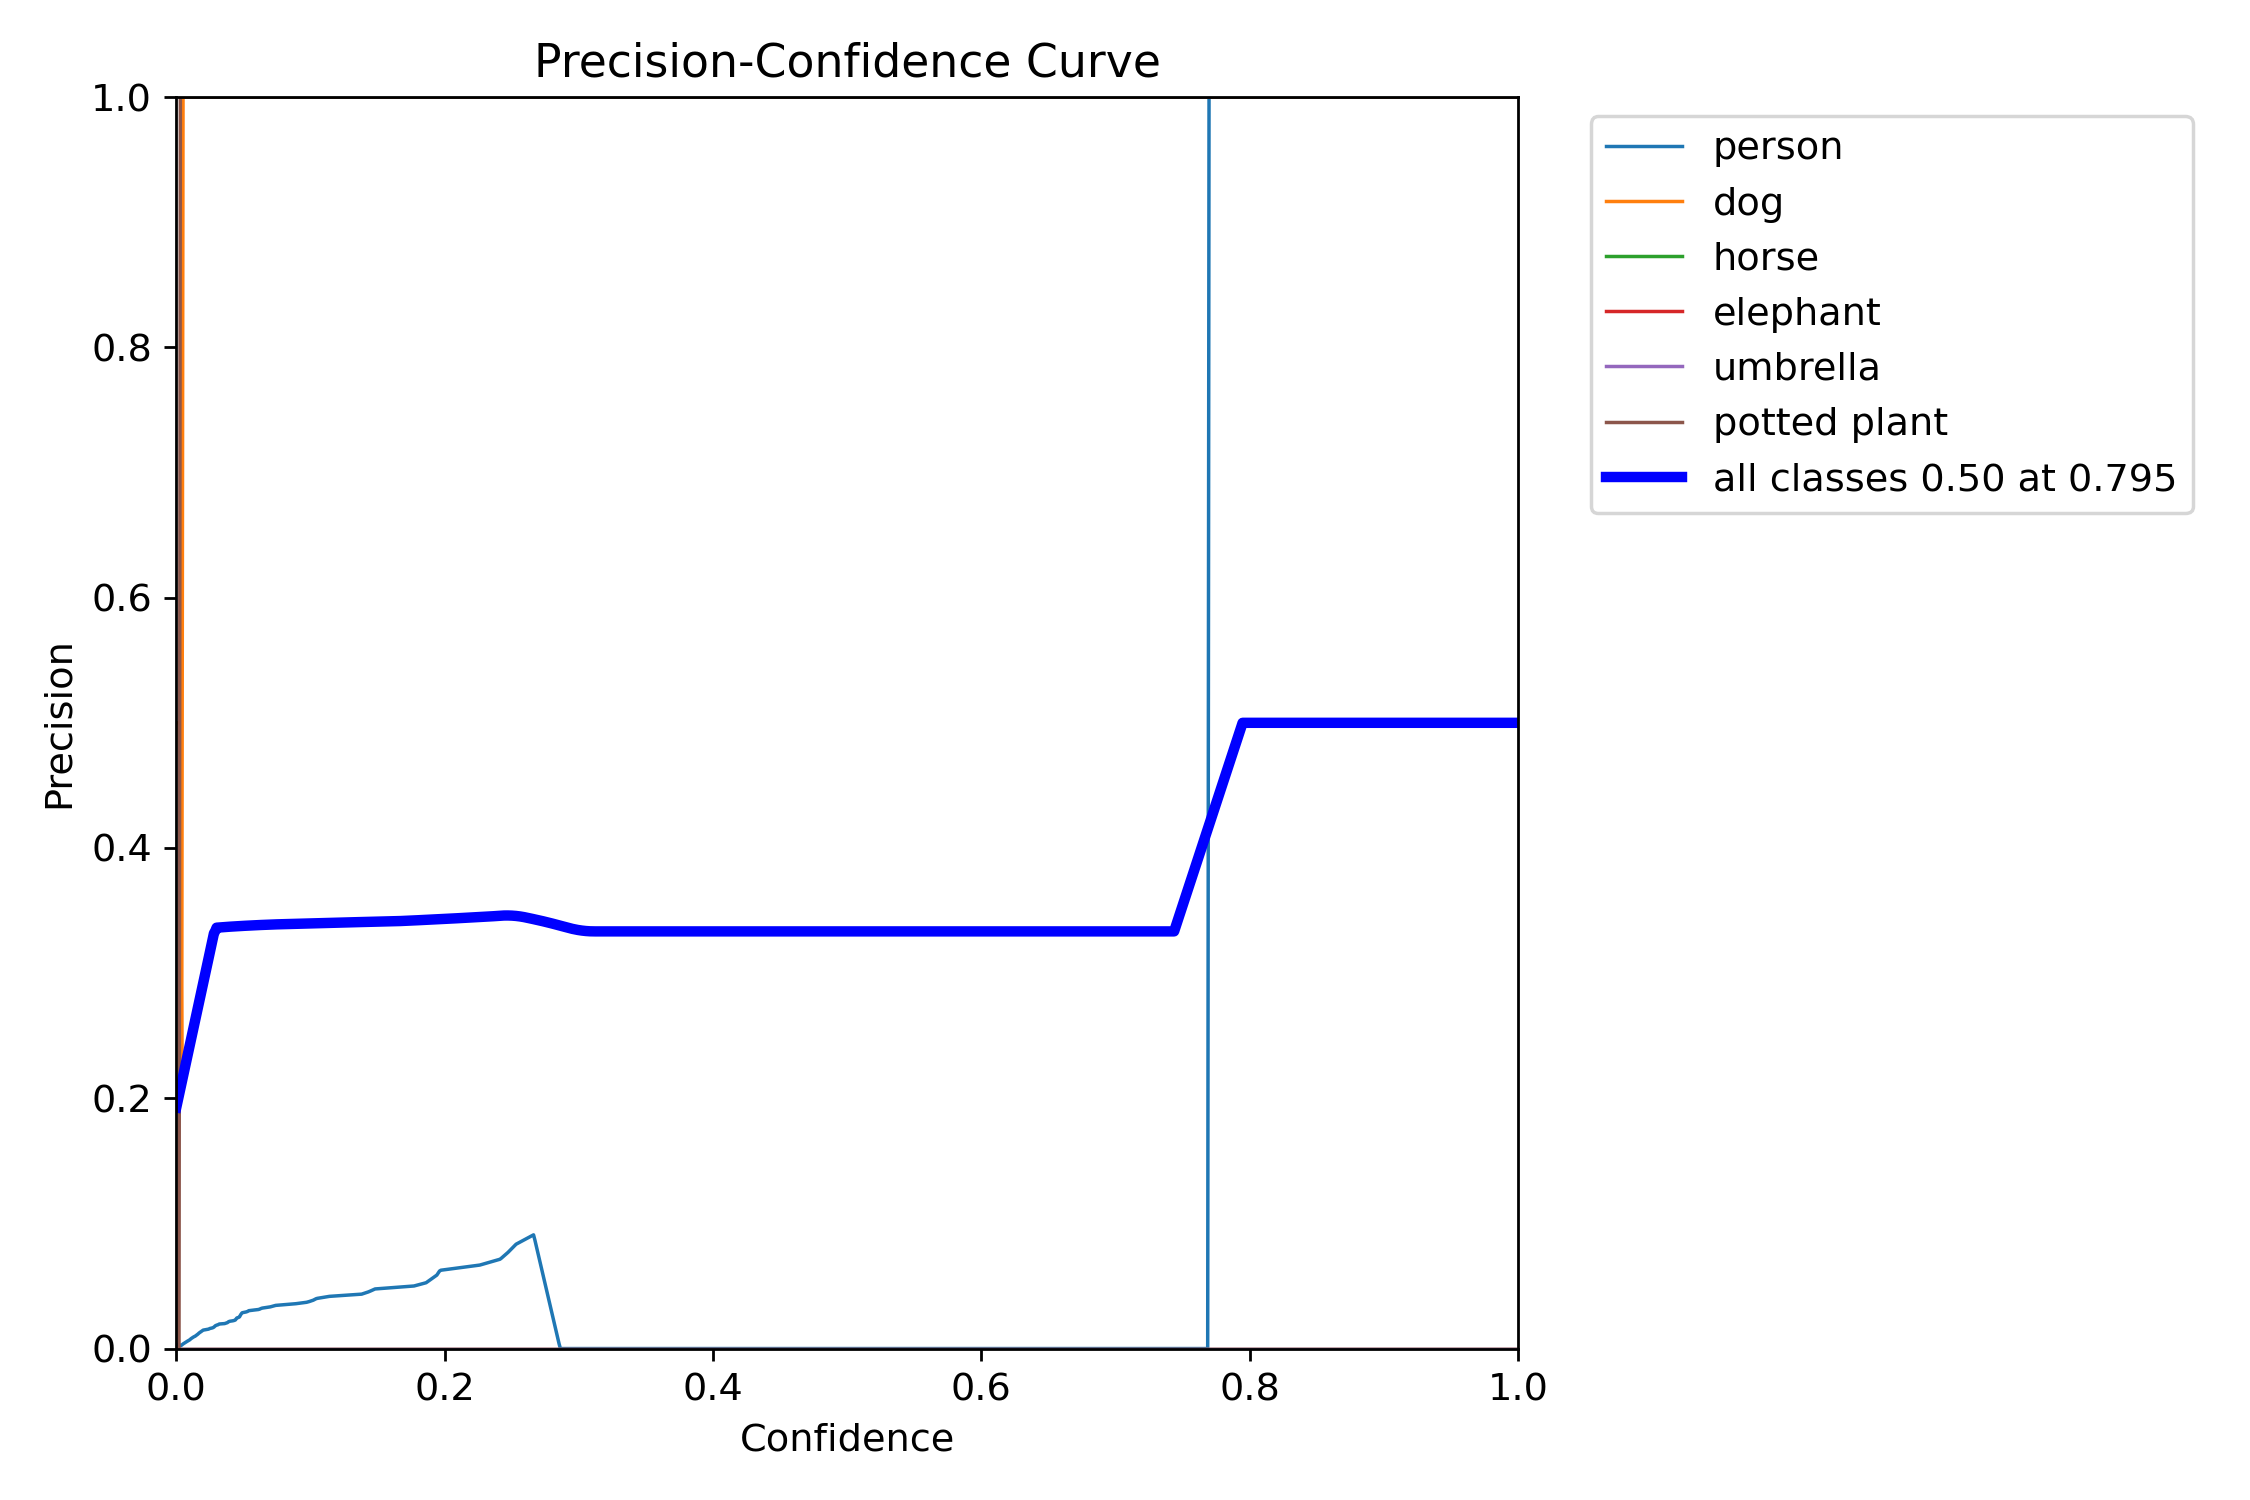 Precision-Confidence Curve
1.0
0.8
0.6
0.4
0.2
0.0
Precision
0.0 0.2 0.4 0.6 0.8 1.0
Confidence
person
dog
horse
elephant
umbrella
potted plant
all classes 0.50 at 0.795